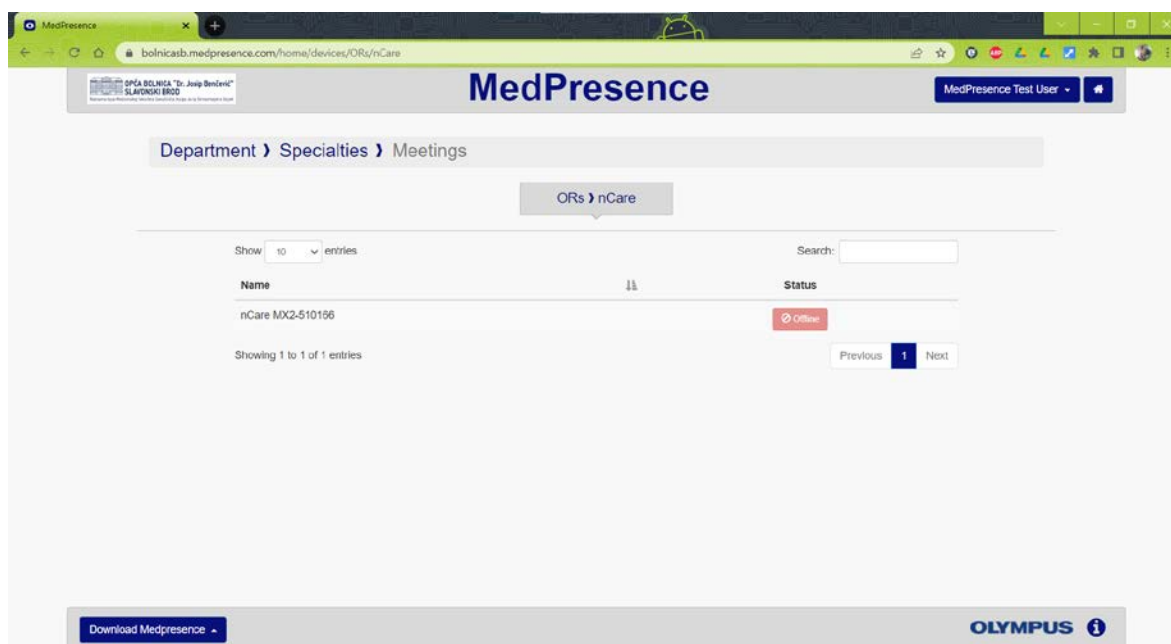 MedPresence
bolnicasb.medpresence.com/home/devices/ORs/nCare
OPĆA BOLNICA "Dr. Josip Benčević"
SLAVONSKI BROD
MedPresence
MedPresence Test User
Department ❯ Specialties ❯ Meetings
ORs ❯ nCare
Show 10 entries
Search:
Name Status
nCare MX2-510166 Offline
Showing 1 to 1 of 1 entries
Previous 1 Next
Download Medpresence
OLYMPUS